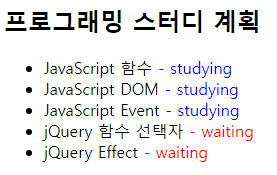 프로그래밍 스터디 계획
• JavaScript 함수 - studying
• JavaScript DOM - studying
• JavaScript Event - studying
• jQuery 함수 선택자 - waiting
• jQuery Effect - waiting